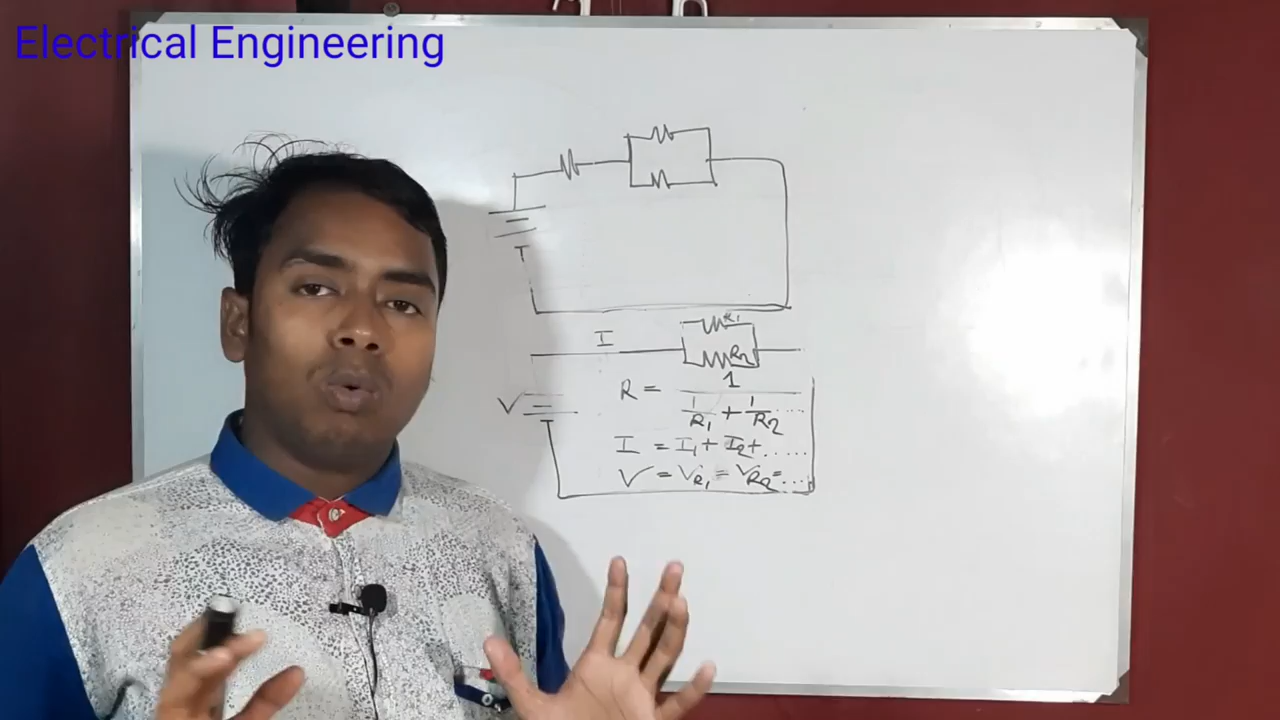 Electrical Engineering
I
R1
R2
V
R = 1
1/R1 + 1/R2 ....
I = I1 + I2 + .....
V = VR1 = VR2 = ....